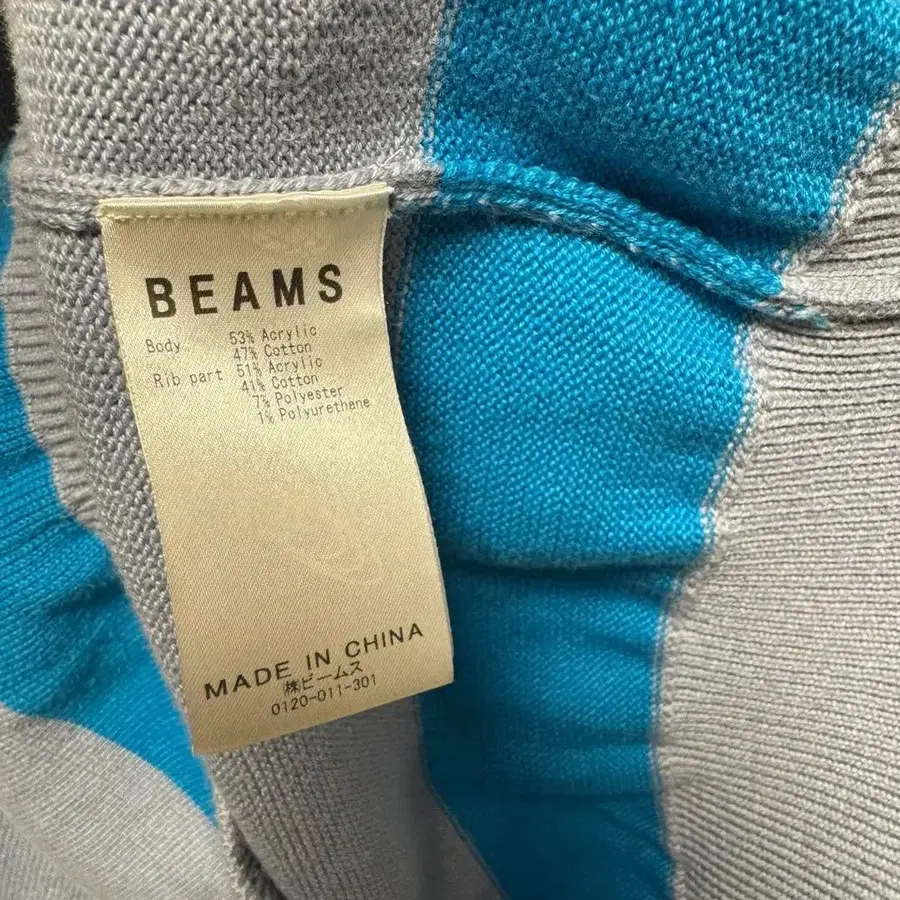 BEAMS
Body 53% Acrylic
47% Cotton
Rib part 51% Acrylic
41% Cotton
7% Polyester
1% Polyurethane
MADE IN CHINA
㈱ビームス
0120-011-301